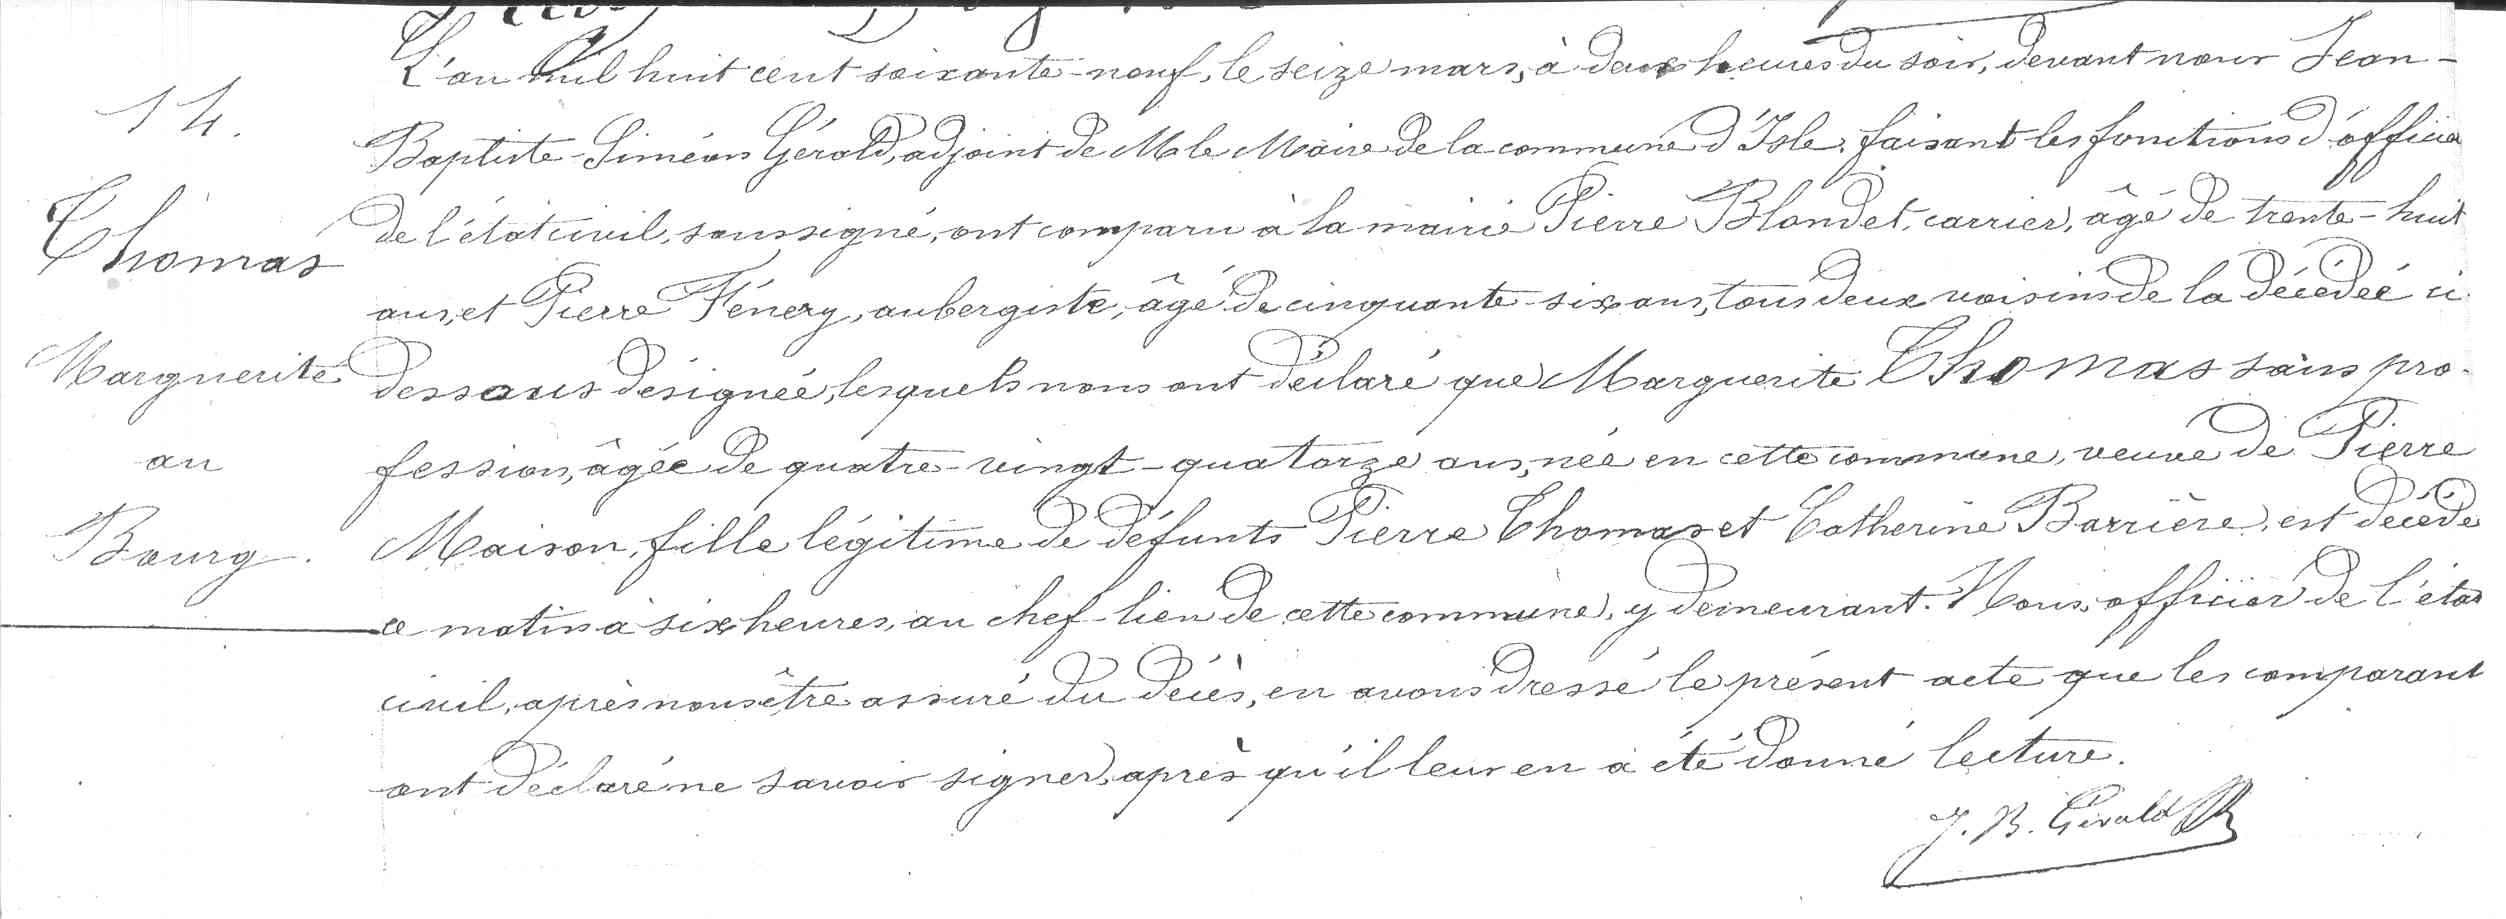 14.
Thomas
Marguerite
au
Bourg.
L'an mil huit cent soixante-neuf, le seize mars, à deux heures du soir, devant nous Jean-
Baptiste-Siméon Gérald, adjoint de M le Maire de la commune d'Isle, faisant les fonctions d'officier
de l'état civil, soussigné, ont comparu à la mairie Pierre Blondet, carrier, âgé de trente-huit
ans, et Pierre Fénery, aubergiste, âgé de cinquante-six ans, tous deux voisins de la décédée ci-
dessous désignée, lesquels nous ont déclaré que Marguerite Thomas sans pro-
fession, âgée de quatre-vingt-quatorze ans, née en cette commune, veuve de Pierre
Maison, fille légitime de défunts Pierre Thomas et Catherine Barrière, est décédé
ce matin à six heures, au chef-lieu de cette commune, y demeurant. Nous, officier de l'état
civil, après nous être assuré du décès, en avons dressé le présent acte que les comparant
ont déclaré ne savoir signer, après qu'il leur en a été donné lecture.
J. B. Gérald